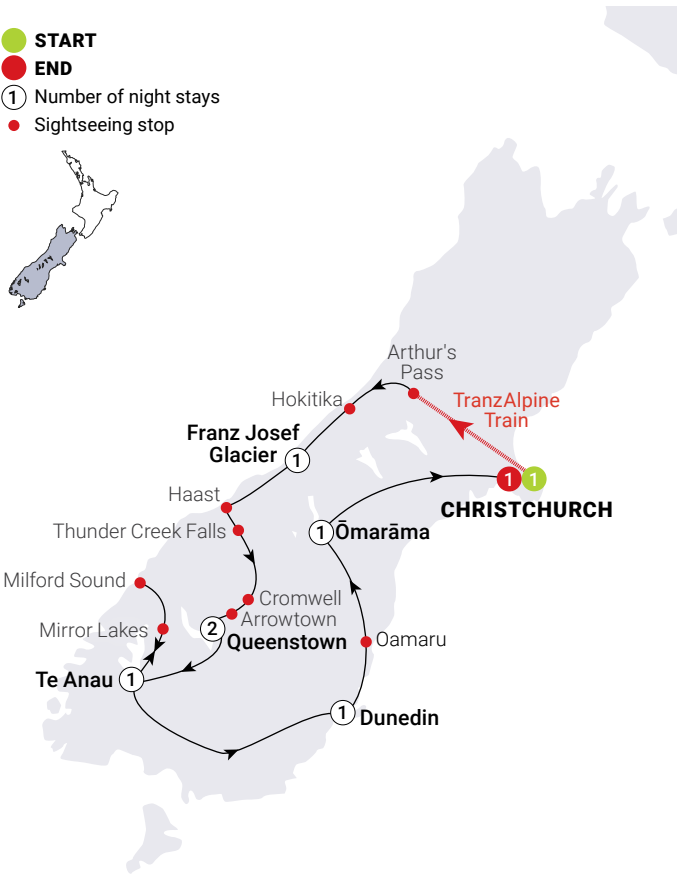 START
END
1 Number of night stays
Sightseeing stop
Arthur's
Pass
Hokitika
TranzAlpine
Train
Franz Josef
Glacier 1
1 1
CHRISTCHURCH
Haast
Thunder Creek Falls
1 Ōmarāma
Milford Sound
Cromwell
Arrowtown
Mirror Lakes
2
Queenstown
Oamaru
Te Anau 1
1 Dunedin